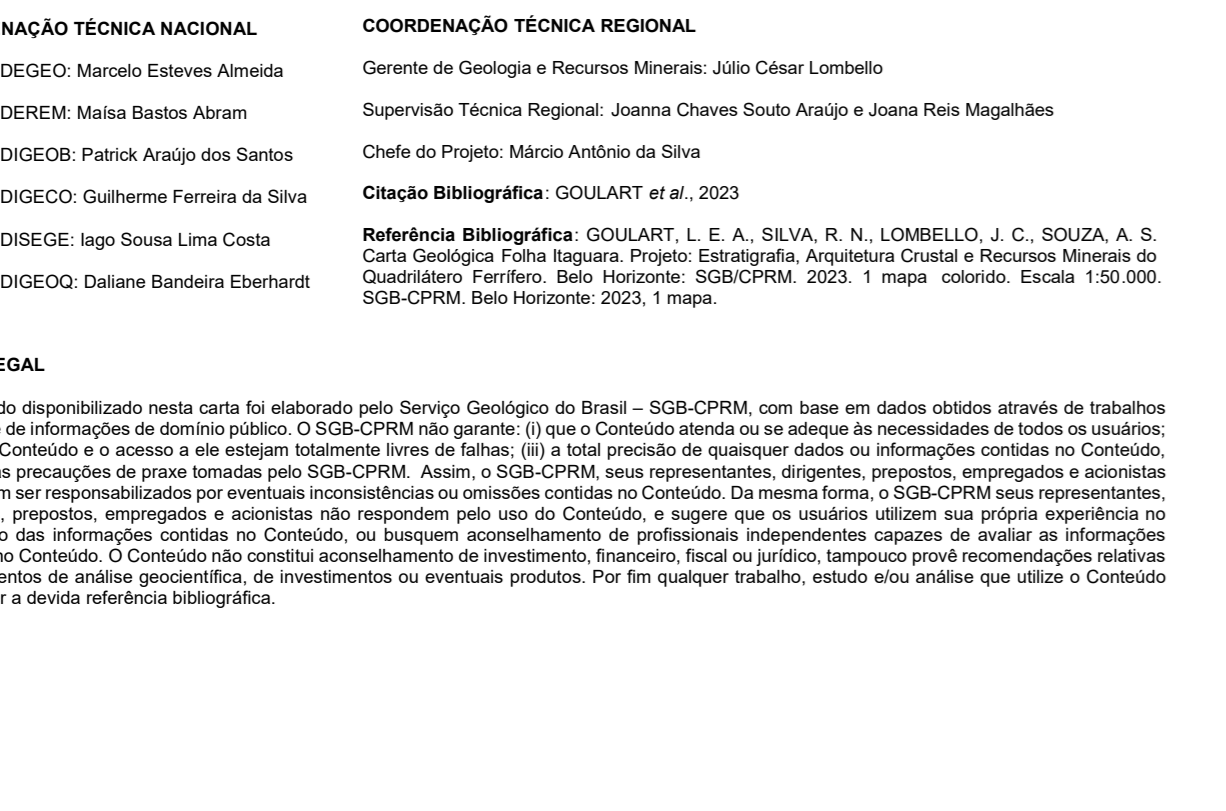 NAÇÃO TÉCNICA NACIONAL
DEGEO: Marcelo Esteves Almeida
DEREM: Maísa Bastos Abram
DIGEOB: Patrick Araújo dos Santos
DIGECO: Guilherme Ferreira da Silva
DISEGE: Iago Sousa Lima Costa
DIGEOQ: Daliane Bandeira Eberhardt
COORDENAÇÃO TÉCNICA REGIONAL
Gerente de Geologia e Recursos Minerais: Júlio César Lombello
Supervisão Técnica Regional: Joanna Chaves Souto Araújo e Joana Reis Magalhães
Chefe do Projeto: Márcio Antônio da Silva
Citação Bibliográfica: GOULART et al., 2023
Referência Bibliográfica: GOULART, L. E. A., SILVA, R. N., LOMBELLO, J. C., SOUZA, A. S.
Carta Geológica Folha Itaguara. Projeto: Estratigrafia, Arquitetura Crustal e Recursos Minerais do
Quadrilátero Ferrífero. Belo Horizonte: SGB/CPRM. 2023. 1 mapa colorido. Escala 1:50.000.
SGB-CPRM. Belo Horizonte: 2023, 1 mapa.
EGAL
do disponibilizado nesta carta foi elaborado pelo Serviço Geológico do Brasil – SGB-CPRM, com base em dados obtidos através de trabalhos
de informações de domínio público. O SGB-CPRM não garante: (i) que o Conteúdo atenda ou se adeque às necessidades de todos os usuários;
Conteúdo e o acesso a ele estejam totalmente livres de falhas; (iii) a total precisão de quaisquer dados ou informações contidas no Conteúdo,
as precauções de praxe tomadas pelo SGB-CPRM. Assim, o SGB-CPRM, seus representantes, dirigentes, prepostos, empregados e acionistas
m ser responsabilizados por eventuais inconsistências ou omissões contidas no Conteúdo. Da mesma forma, o SGB-CPRM seus representantes,
, prepostos, empregados e acionistas não respondem pelo uso do Conteúdo, e sugere que os usuários utilizem sua própria experiência no
o das informações contidas no Conteúdo, ou busquem aconselhamento de profissionais independentes capazes de avaliar as informações
no Conteúdo. O Conteúdo não constitui aconselhamento de investimento, financeiro, fiscal ou jurídico, tampouco provê recomendações relativas
entos de análise geocientífica, de investimentos ou eventuais produtos. Por fim qualquer trabalho, estudo e/ou análise que utilize o Conteúdo
r a devida referência bibliográfica.